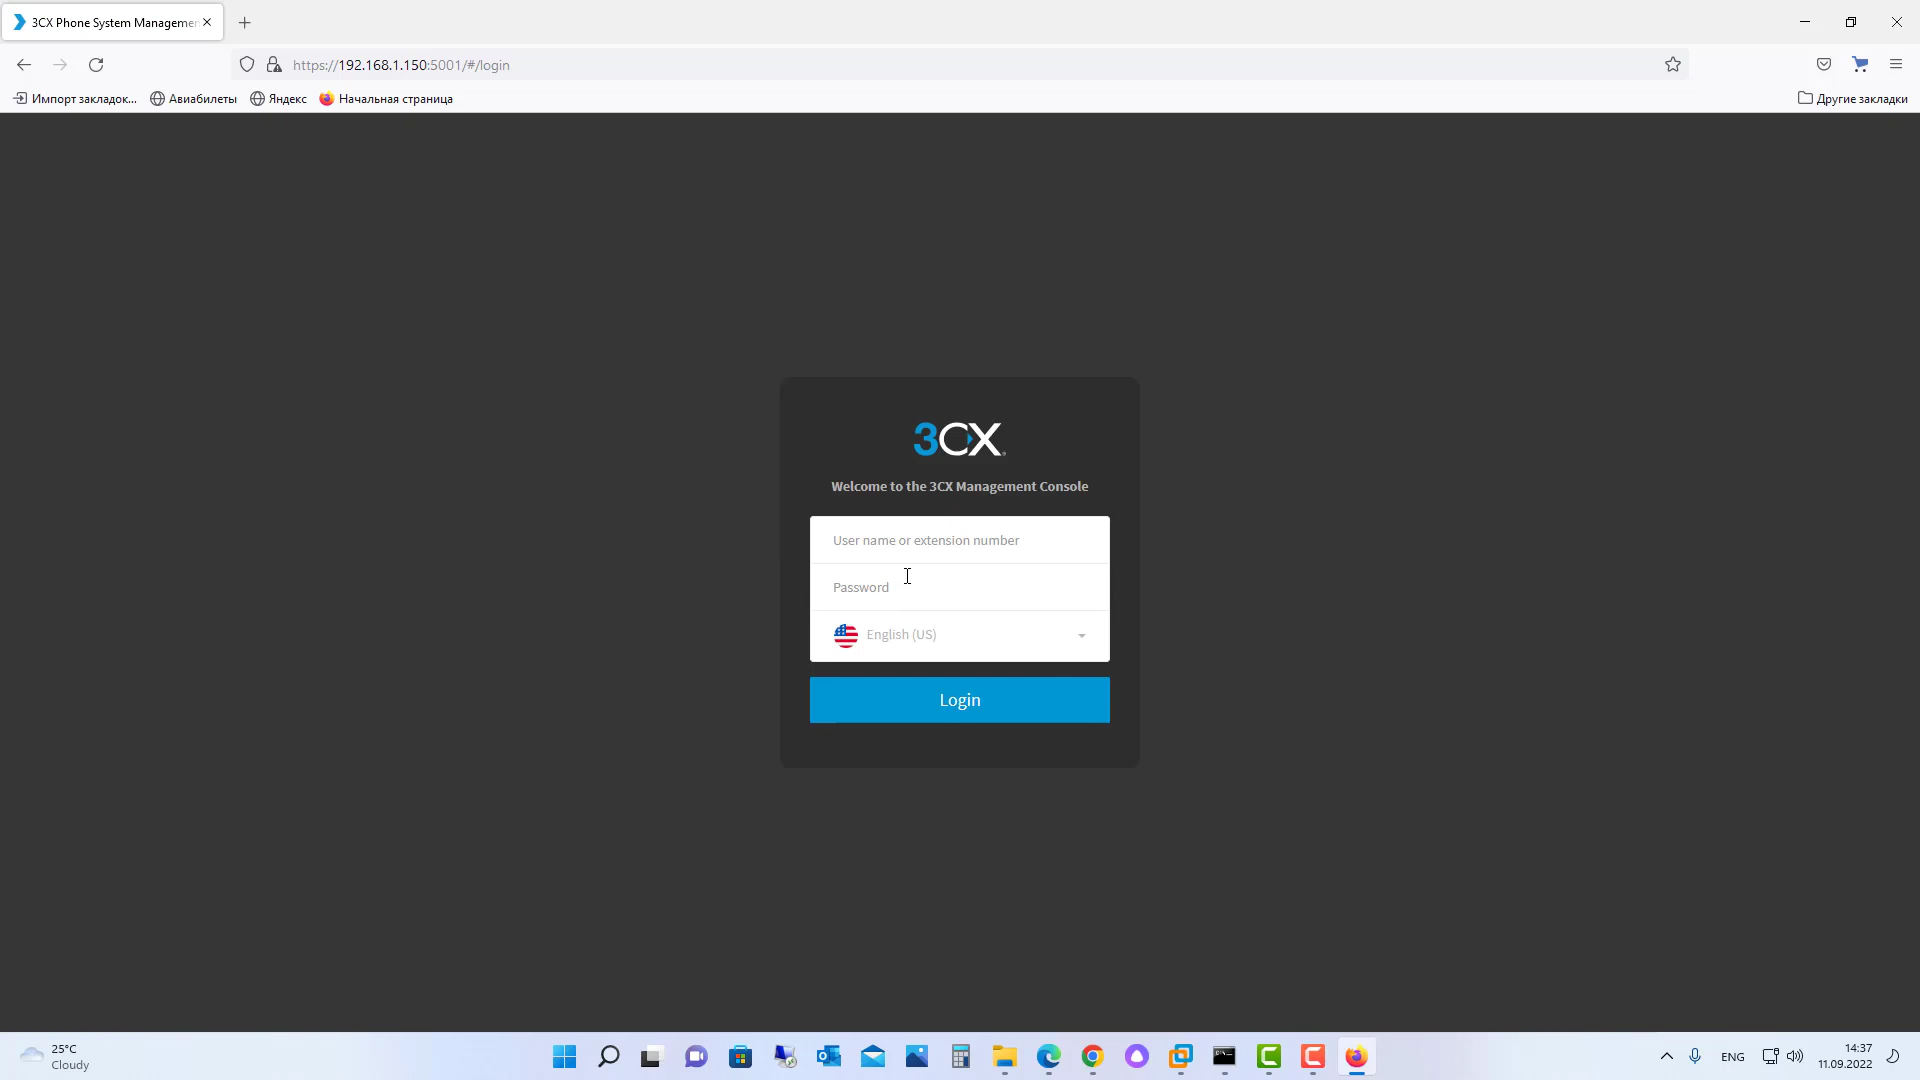 3CX Phone System Managemen
https://192.168.1.150:5001/#/login
Импорт закладок...
Авиабилеты
Яндекс
Начальная страница
Другие закладки
3CX
Welcome to the 3CX Management Console
User name or extension number
Password
English (US)
Login
25°C
Cloudy
ENG
14:37
11.09.2022